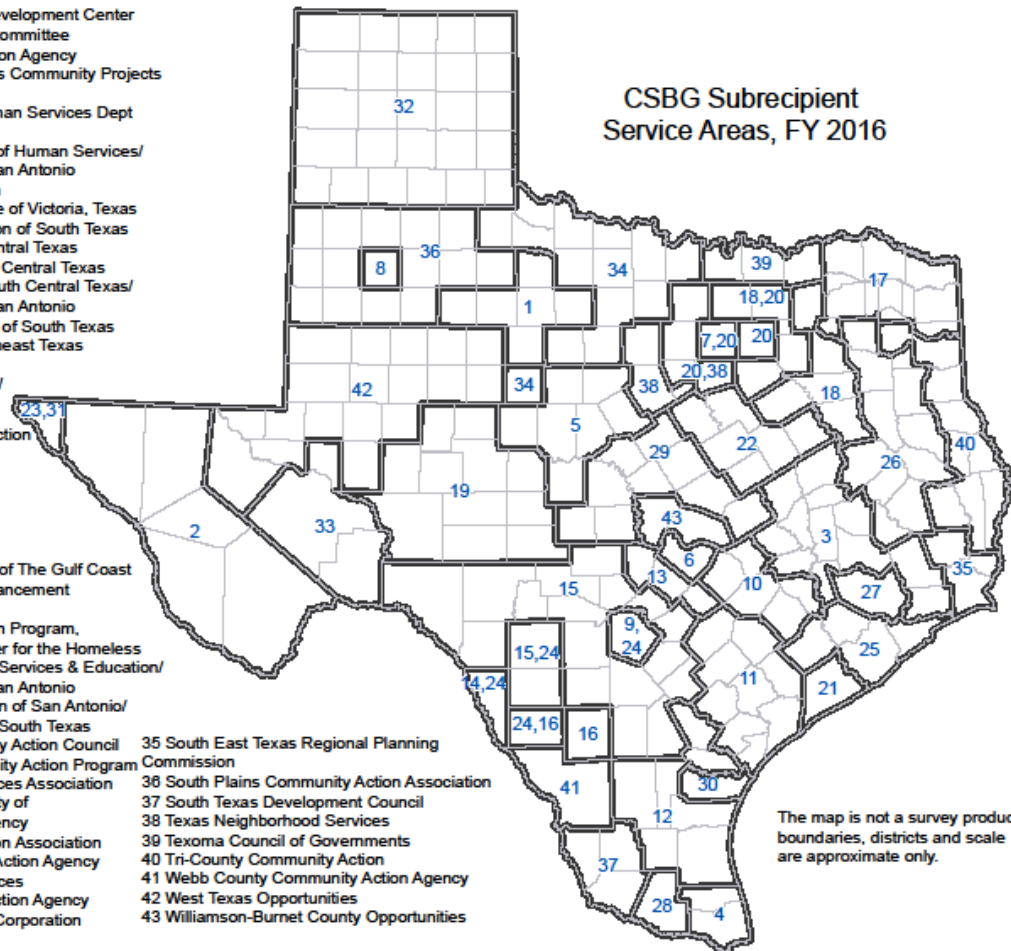 evelopment Center
ommittee
on Agency
s Community Projects
man Services Dept
of Human Services/
an Antonio
e of Victoria, Texas
on of South Texas
ntral Texas
Central Texas
uth Central Texas/
an Antonio
of South Texas
neast Texas
/
ction
of The Gulf Coast
ancement
n Program,
er for the Homeless
Services & Education/
an Antonio
n of San Antonio/
South Texas
y Action Council
ity Action Program
ces Association
ty of
ency
on Association
Action Agency
ces
ction Agency
Corporation
35 South East Texas Regional Planning
Commission
36 South Plains Community Action Association
37 South Texas Development Council
38 Texas Neighborhood Services
39 Texoma Council of Governments
40 Tri-County Community Action
41 Webb County Community Action Agency
42 West Texas Opportunities
43 Williamson-Burnet County Opportunities
CSBG Subrecipient
Service Areas, FY 2016
32
36
8
34
39
17
1
18,20
7,20
20
42
34
38
20,38
18
23,31
5
22
40
29
26
19
2
33
43
3
6
35
15
13
10
27
9,
24
25
15,24
11
21
14,24
24,16
16
41
30
12
37
28
4
The map is not a survey produc
boundaries, districts and scale
are approximate only.